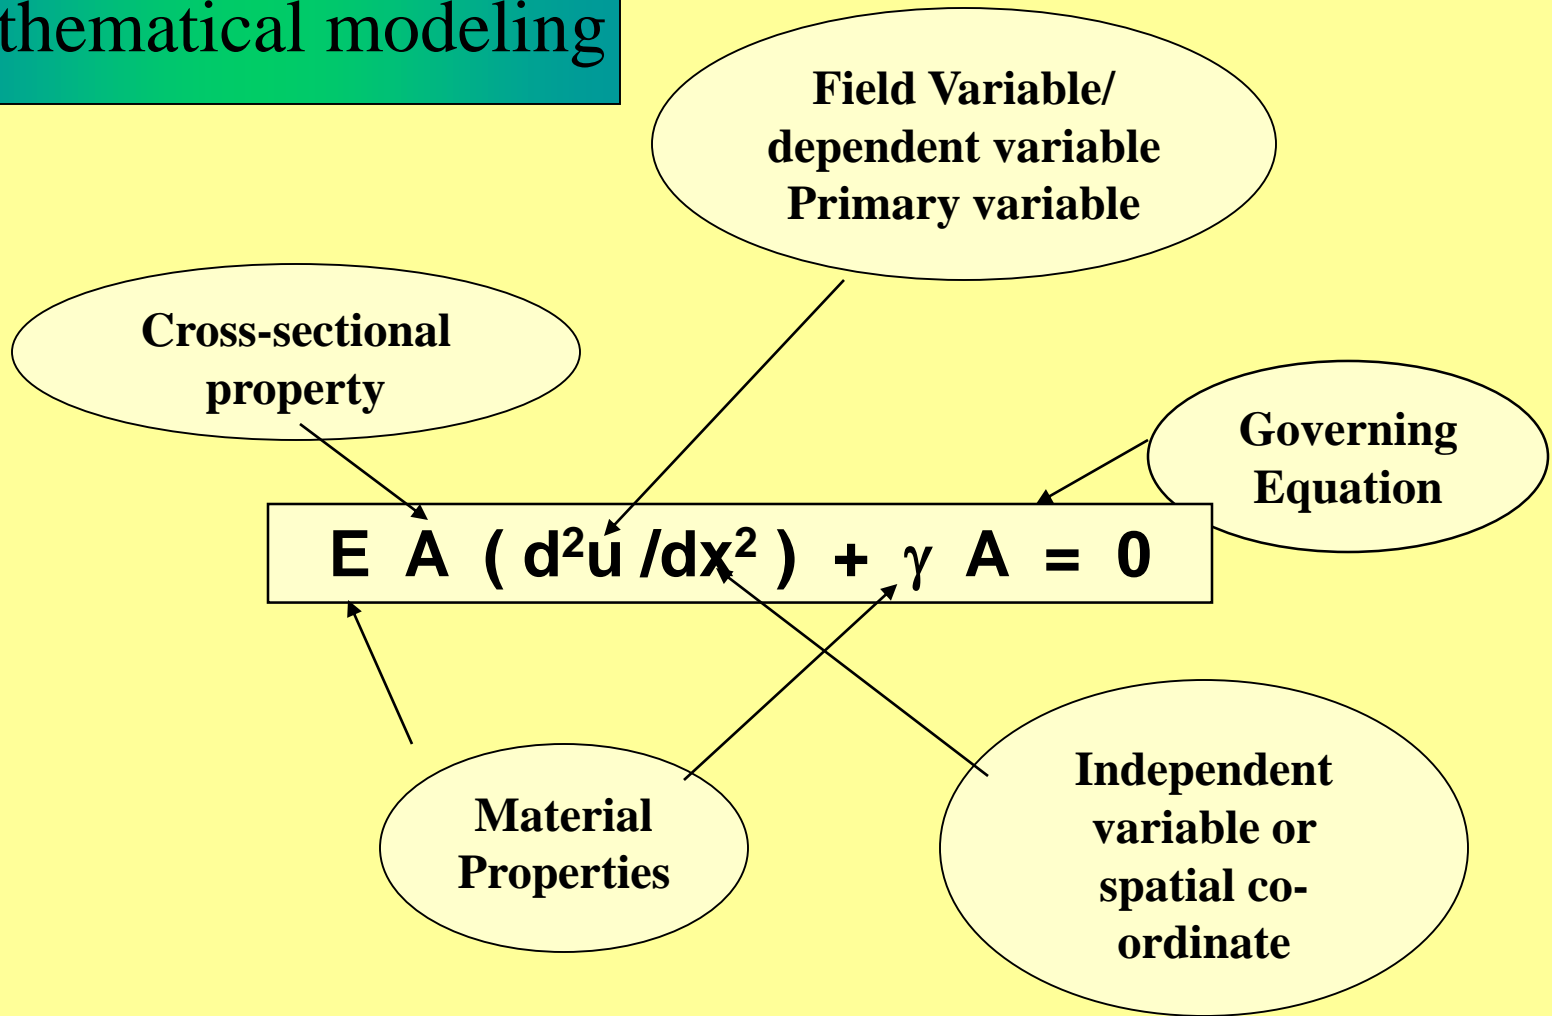 thematical modeling
Field Variable/
dependent variable
Primary variable
Cross-sectional
property
Governing
Equation
E A ( d²u /dx² ) + γ A = 0
Material
Properties
Independent
variable or
spatial co-
ordinate